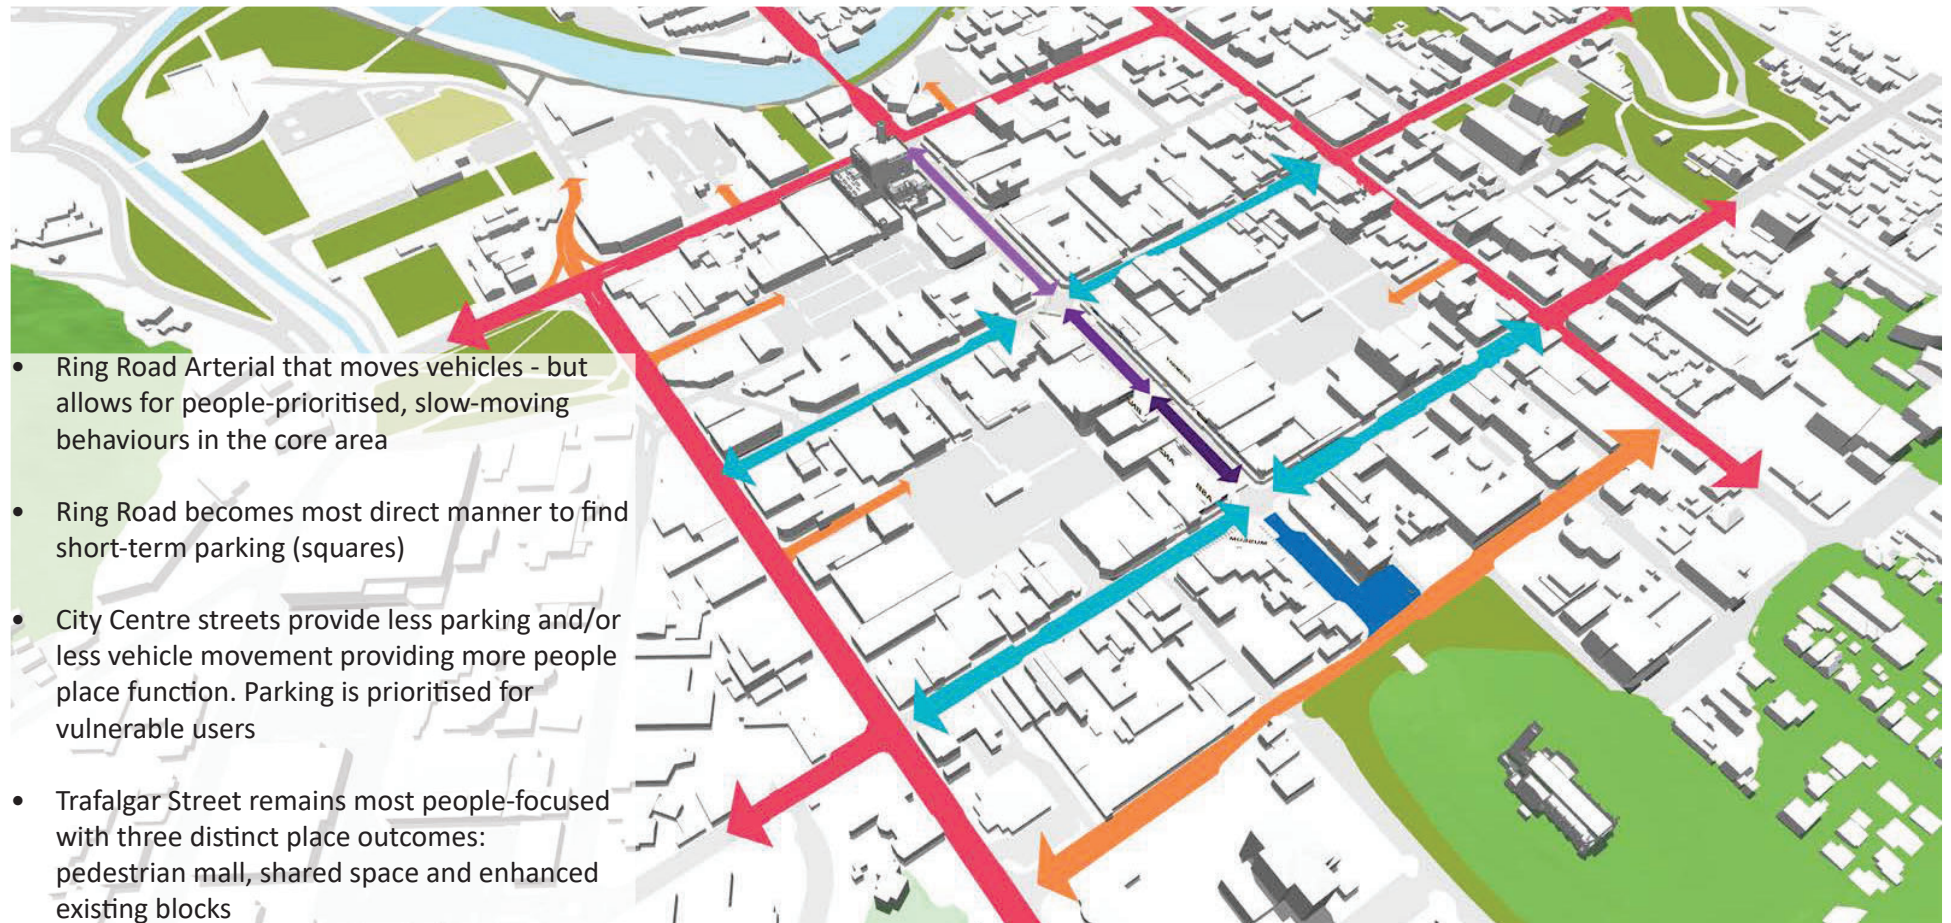 • Ring Road Arterial that moves vehicles - but
allows for people-prioritised, slow-moving
behaviours in the core area
• Ring Road becomes most direct manner to find
short-term parking (squares)
• City Centre streets provide less parking and/or
less vehicle movement providing more people
place function. Parking is prioritised for
vulnerable users
• Trafalgar Street remains most people-focused
with three distinct place outcomes:
pedestrian mall, shared space and enhanced
existing blocks
MUSEUM